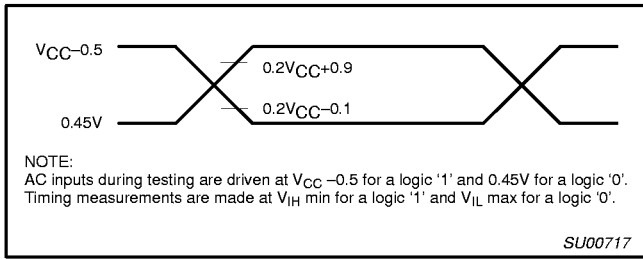 VCC–0.5
0.2VCC+0.9
0.2VCC–0.1
0.45V
NOTE:
AC inputs during testing are driven at VCC –0.5 for a logic ‘1’ and 0.45V for a logic ‘0’.
Timing measurements are made at VIH min for a logic ‘1’ and VIL max for a logic ‘0’.
SU00717